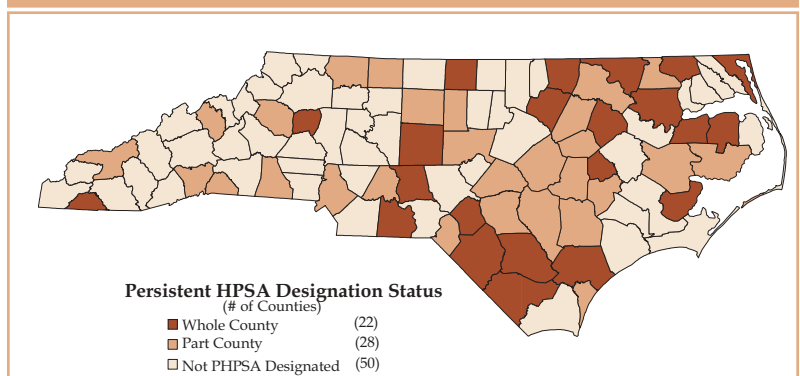 Persistent HPSA Designation Status
(# of Counties)
Whole County (22)
Part County (28)
Not PHPSA Designated (50)